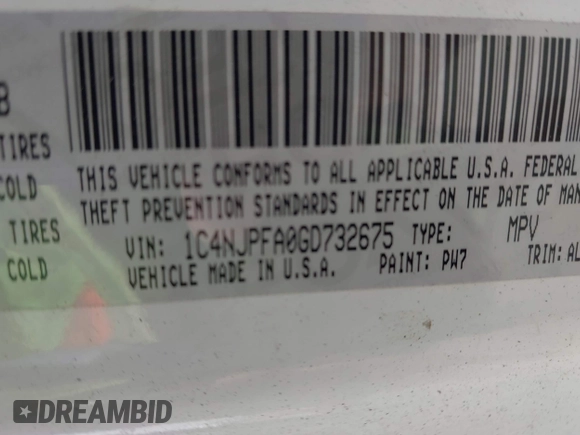 B
TIRES
COLD
THIS VEHICLE CONFORMS TO ALL APPLICABLE U.S.A. FEDERAL
THEFT PREVENTION STANDARDS IN EFFECT ON THE DATE OF MAN
TIRES
VIN: 1C4NJPFA0GD732675 TYPE: MPV
COLD
VEHICLE MADE IN U.S.A. PAINT: PW7 TRIM: AL
DREAMBID